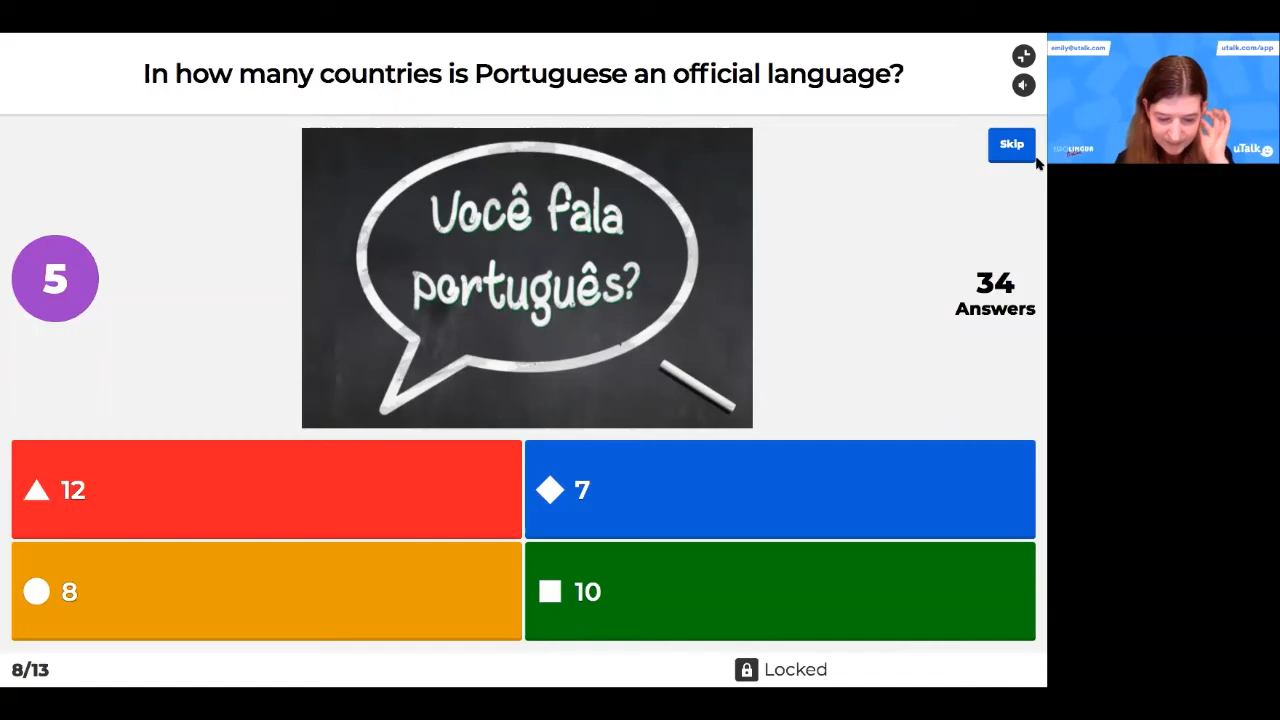 In how many countries is Portuguese an official language?
emily@utalk.com
utalk.com/app
Skip
uTalk
Você fala
português?
5
34
Answers
12
7
8
10
8/13
Locked